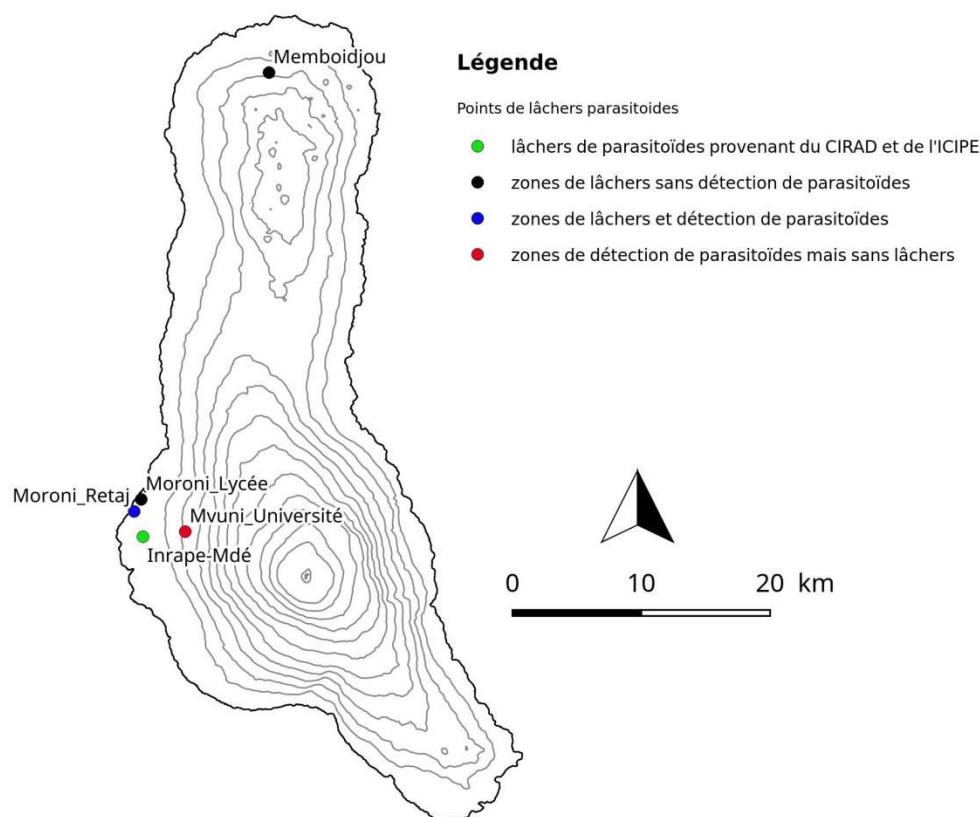 Memboidjou
Légende
Points de lâchers parasitoides
lâchers de parasitoïdes provenant du CIRAD et de l'ICIPE
zones de lâchers sans détection de parasitoïdes
zones de lâchers et détection de parasitoïdes
zones de détection de parasitoïdes mais sans lâchers
Moroni_Lycée
Moroni_Retaj
Mvuni_Université
Inrape-Mdé
0 10 20 km